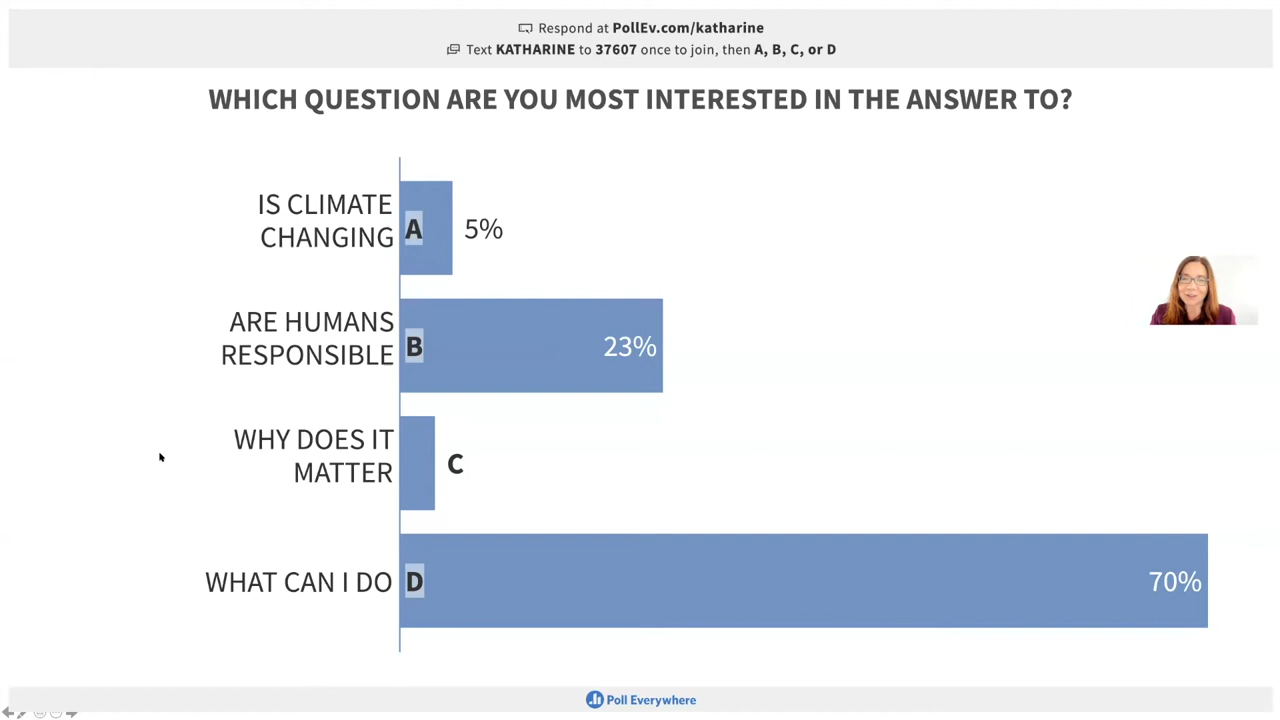 Respond at PollEv.com/katharine
Text KATHARINE to 37607 once to join, then A, B, C, or D
WHICH QUESTION ARE YOU MOST INTERESTED IN THE ANSWER TO?
IS CLIMATE
CHANGING
A
5%
ARE HUMANS
RESPONSIBLE
B
23%
WHY DOES IT
MATTER
C
WHAT CAN I DO
D
70%
Poll Everywhere